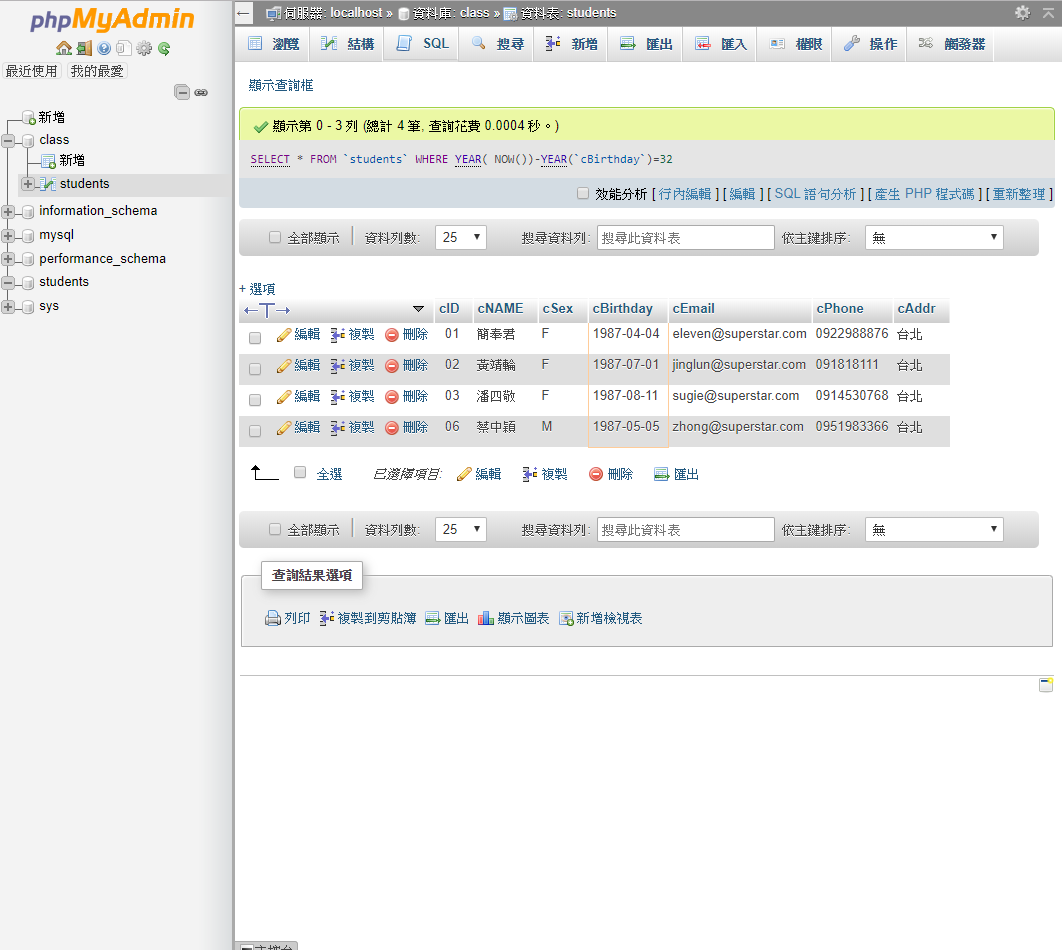 phpMyAdmin
最近使用 我的最愛
新增
class
新增
students
information_schema
mysql
performance_schema
students
sys
伺服器: localhost » 資料庫: class » 資料表: students
瀏覽 結構 SQL 搜尋 新增 匯出 匯入 權限 操作 觸發器
顯示查詢框
顯示第 0 - 3 列 (總計 4 筆, 查詢花費 0.0004 秒。)
SELECT * FROM `students` WHERE YEAR( NOW())-YEAR(`cBirthday`)=32
效能分析 [ 行內編輯 ] [ 編輯 ] [ SQL 語句分析 ] [ 產生 PHP 程式碼 ] [ 重新整理 ]
全部顯示 資料列數: 25 搜尋資料列: 搜尋此資料表 依主鍵排序: 無
+ 選項
←T→ cID cNAME cSex cBirthday cEmail cPhone cAddr
編輯 複製 刪除 01 簡奉君 F 1987-04-04 eleven@superstar.com 0922988876 台北
編輯 複製 刪除 02 黃靖輪 F 1987-07-01 jinglun@superstar.com 091818111 台北
編輯 複製 刪除 03 潘四敬 F 1987-08-11 sugie@superstar.com 0914530768 台北
編輯 複製 刪除 06 蔡中穎 M 1987-05-05 zhong@superstar.com 0951983366 台北
全選 已選擇項目: 編輯 複製 刪除 匯出
全部顯示 資料列數: 25 搜尋資料列: 搜尋此資料表 依主鍵排序: 無
查詢結果選項
列印 複製到剪貼簿 匯出 顯示圖表 新增檢視表
主控台